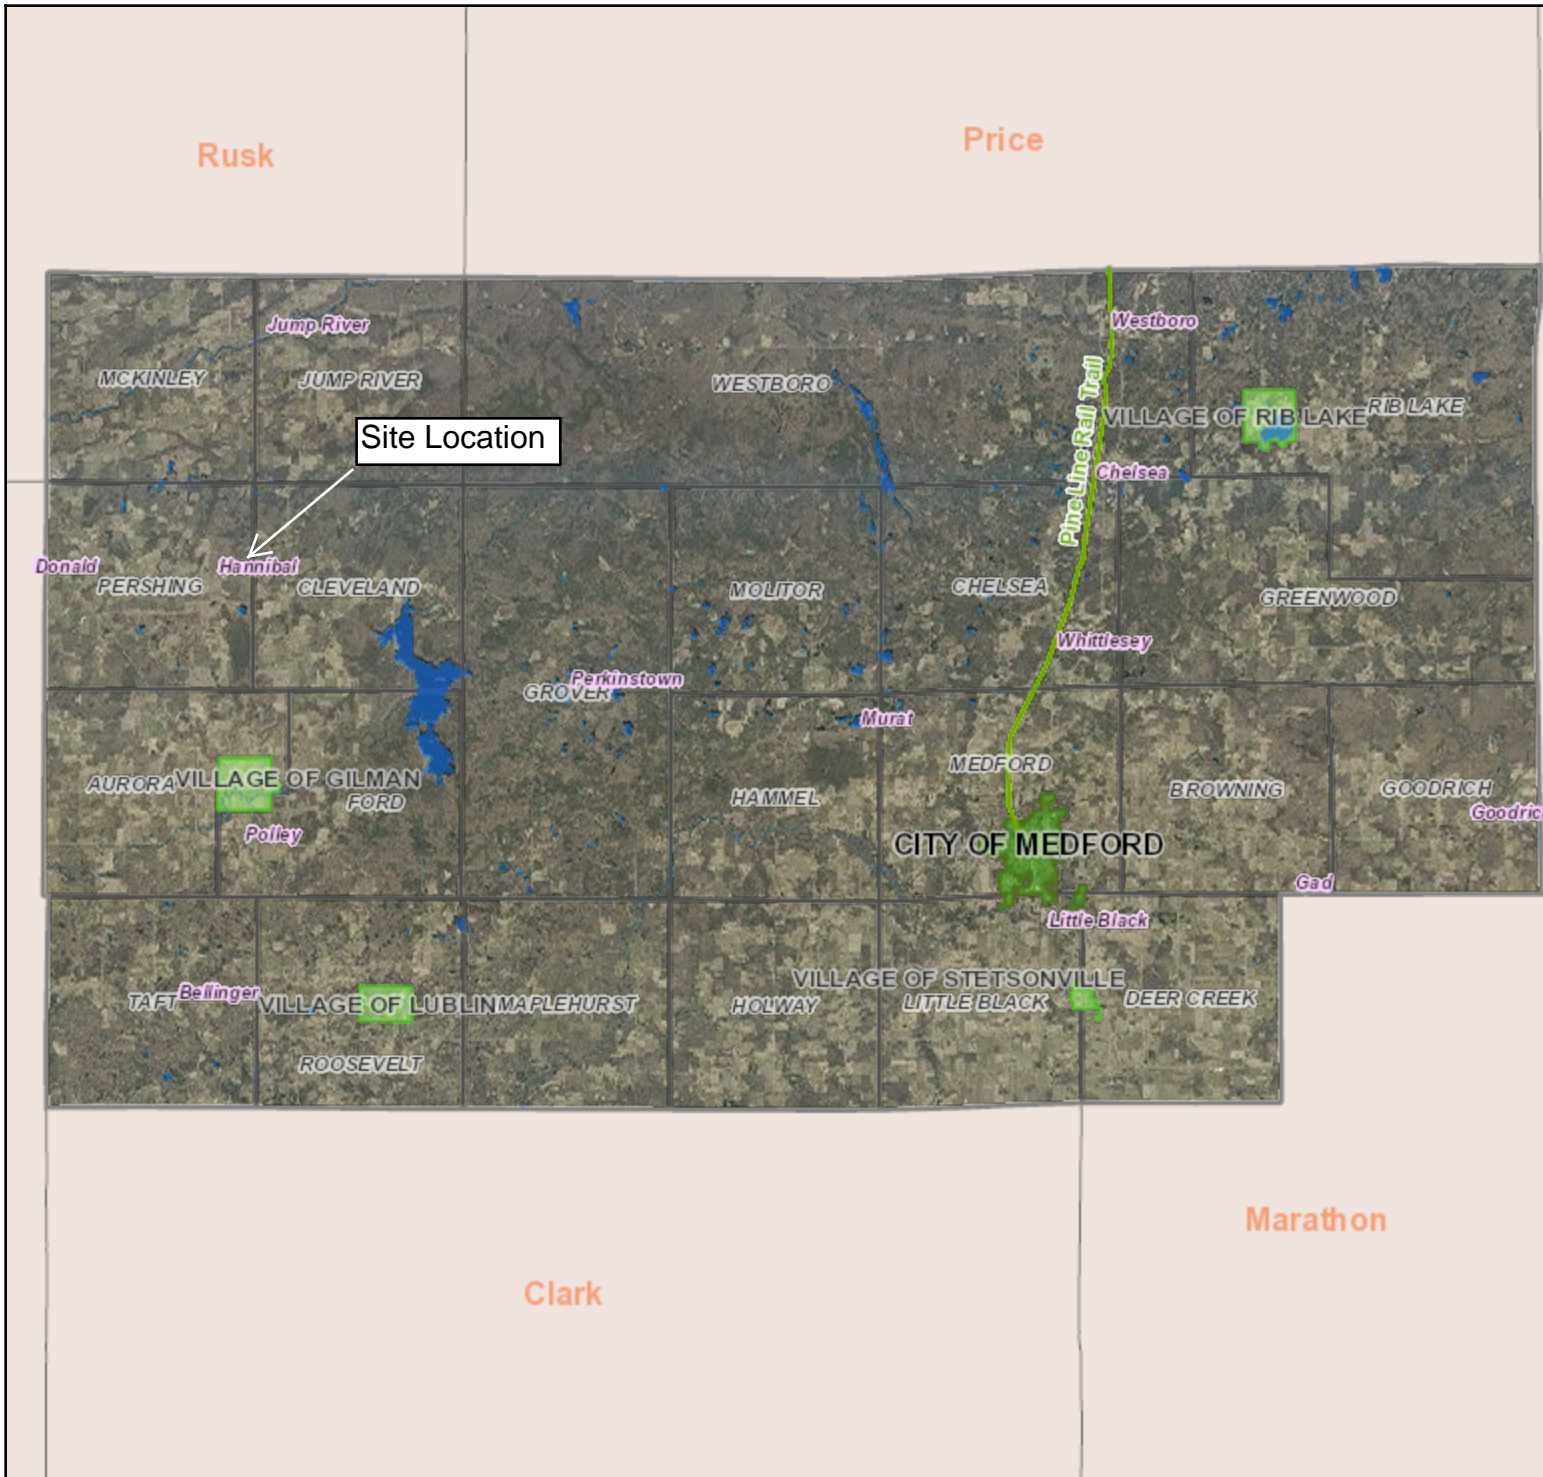 Rusk
Price
Jump River
Westboro
MCKINLEY
JUMP RIVER
WESTBORO
Pine Line Rail Trail
VILLAGE OF RIB LAKE
RIB LAKE
Site Location
Chelsea
Donald
Hannibal
PERSHING
CLEVELAND
MOLITOR
CHELSEA
GREENWOOD
Whittlesey
Perkinstown
GROVER
Murat
MEDFORD
AURORA
VILLAGE OF GILMAN
FORD
HAMMEL
BROWNING
GOODRICH
Goodric
Polley
CITY OF MEDFORD
Gad
Little Black
VILLAGE OF STETSONVILLE
TAFT
Bellinger
VILLAGE OF LUBLIN
MAPLEHURST
HOLWAY
LITTLE BLACK
DEER CREEK
ROOSEVELT
Marathon
Clark